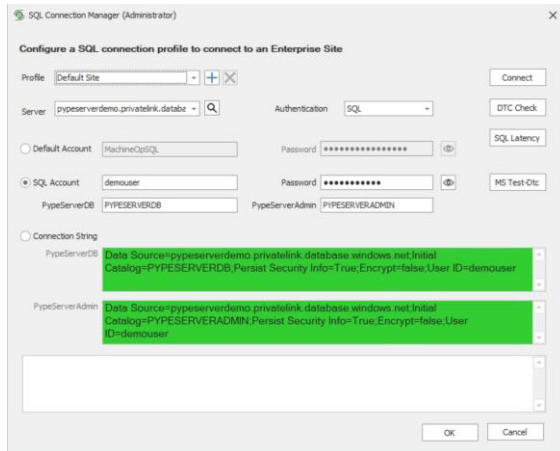 SQL Connection Manager (Administrator)
Configure a SQL connection profile to connect to an Enterprise Site
Profile Default Site Connect
Server pypeserverdemo.privatelink.databa Authentication SQL DTC Check
SQL Latency
Default Account MachineOpSQL Password ****************
SQL Account demouser Password ●●●●●●●●●●● MS Test-Dtc
PypeServerDB PYPESERVERDB PypeServerAdmin PYPESERVERADMIN
Connection String
PypeServerDB Data Source=pypeserverdemo.privatelink.database.windows.net;Initial
Catalog=PYPESERVERDB;Persist Security Info=True;Encrypt=false;User ID=demouser
PypeServerAdmin Data Source=pypeserverdemo.privatelink.database.windows.net;Initial
Catalog=PYPESERVERADMIN;Persist Security Info=True;Encrypt=false;User
ID=demouser
OK Cancel